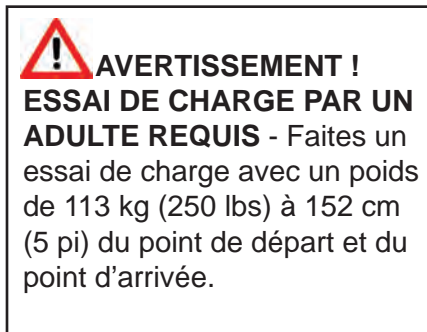 AVERTISSEMENT !
ESSAI DE CHARGE PAR UN
ADULTE REQUIS - Faites un
essai de charge avec un poids
de 113 kg (250 lbs) à 152 cm
(5 pi) du point de départ et du
point d'arrivée.